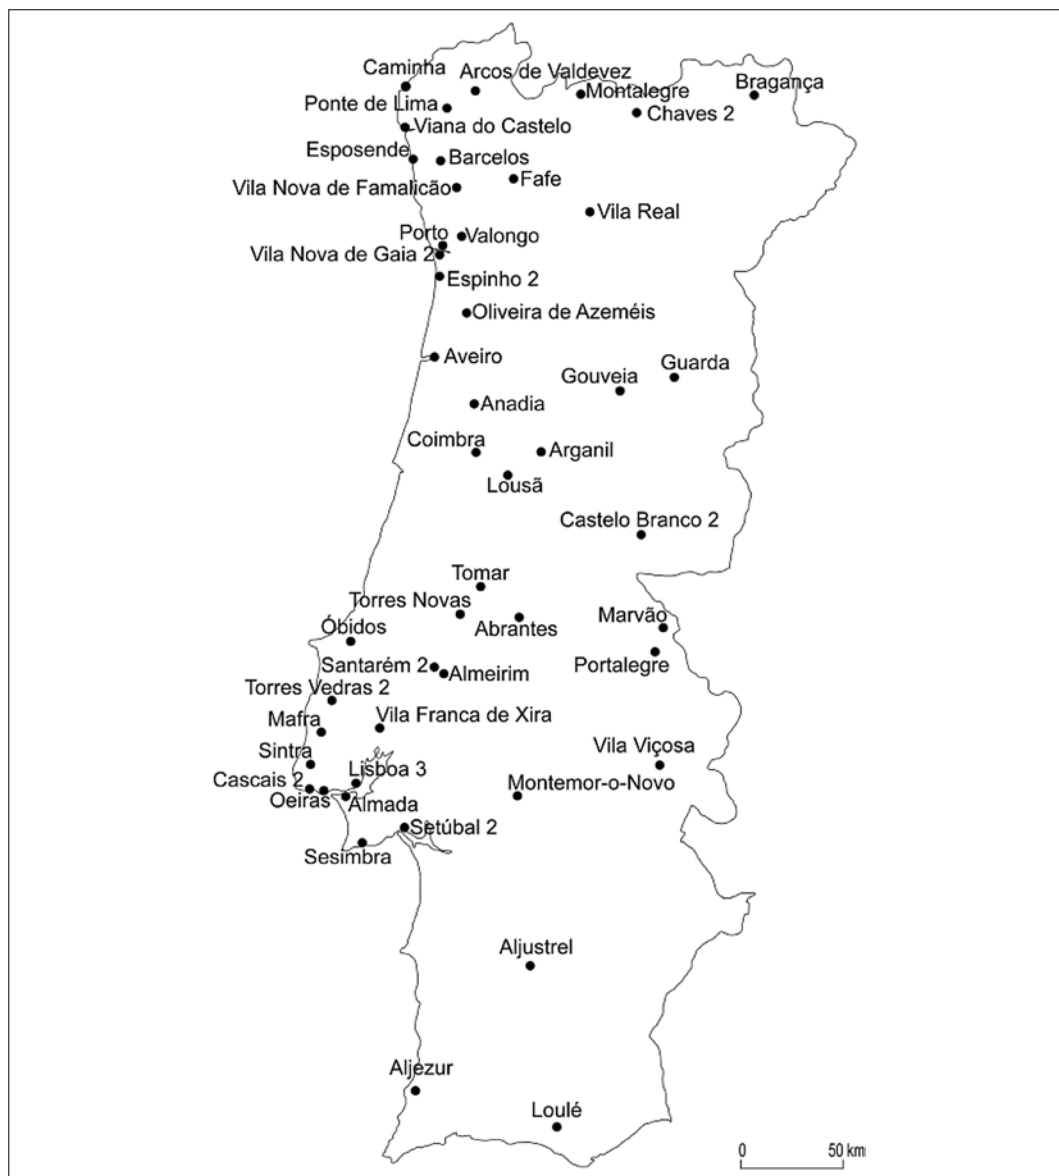 Caminha
Arcos de Valdevez
Montalegre
Bragança
Ponte de Lima
Chaves 2
Viana do Castelo
Esposende
Barcelos
Fafe
Vila Nova de Famalicão
Vila Real
Porto
Valongo
Vila Nova de Gaia 2
Espinho 2
Oliveira de Azeméis
Aveiro
Guarda
Gouveia
Anadia
Coimbra
Arganil
Lousã
Castelo Branco 2
Tomar
Torres Novas
Abrantes
Marvão
Óbidos
Santarém 2
Almeirim
Portalegre
Torres Vedras 2
Mafra
Vila Franca de Xira
Sintra
Vila Viçosa
Cascais 2
Lisboa 3
Montemor-o-Novo
Oeiras
Almada
Setúbal 2
Sesimbra
Aljustrel
Aljezur
Loulé
0 50 km